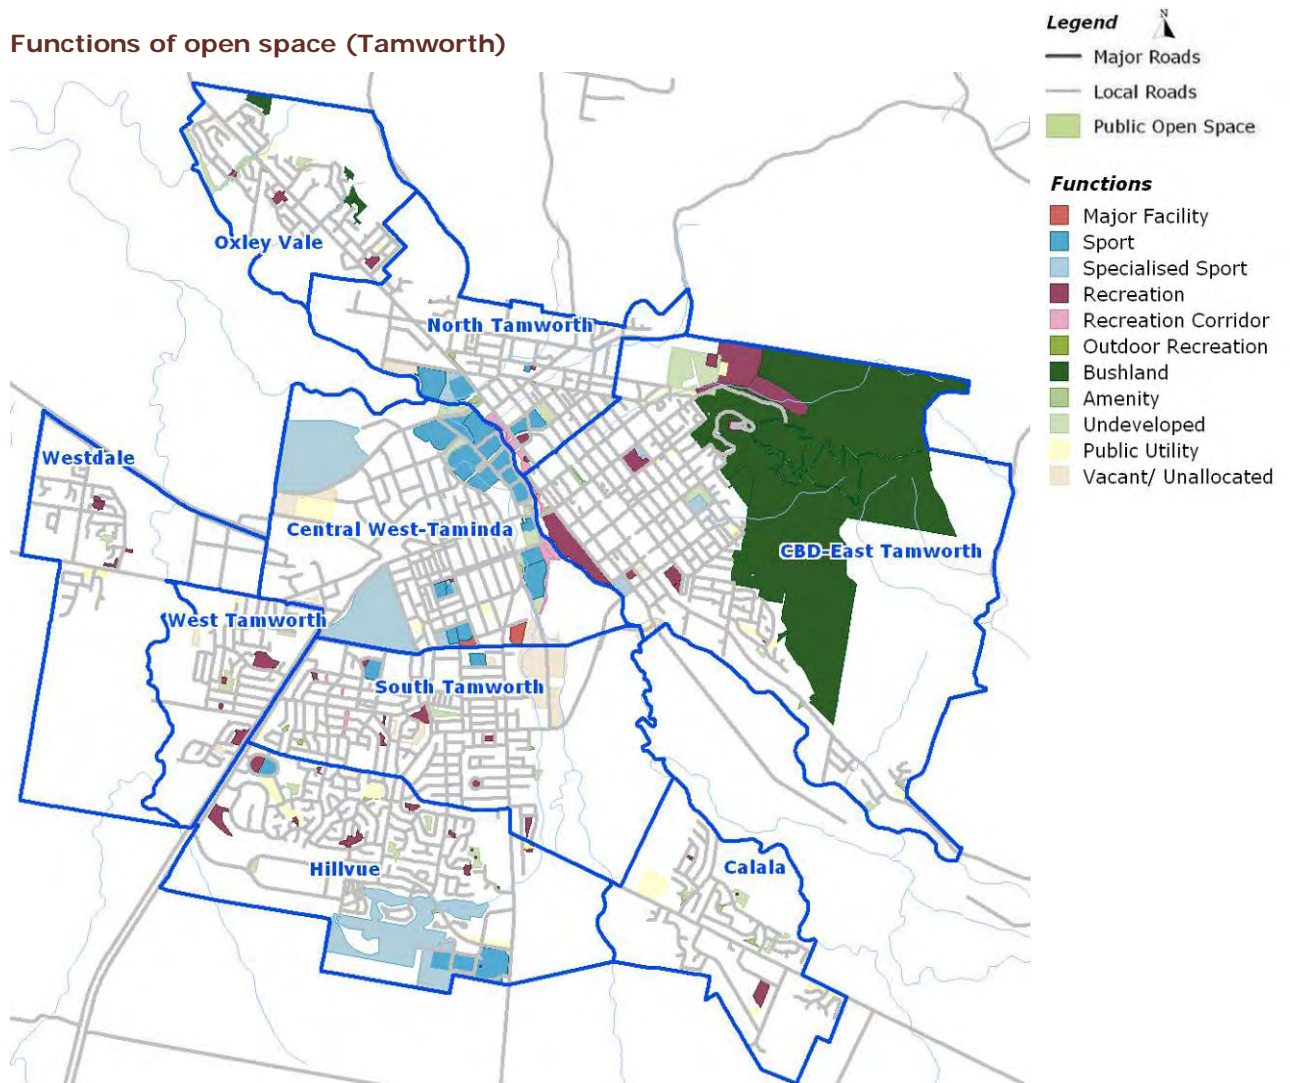 Functions of open space (Tamworth)
Legend
N
Major Roads
Local Roads
Public Open Space
Functions
Major Facility
Sport
Specialised Sport
Recreation
Recreation Corridor
Outdoor Recreation
Bushland
Amenity
Undeveloped
Public Utility
Vacant/ Unallocated
Oxley Vale
North Tamworth
Westdale
Central West-Taminda
CBD-East Tamworth
West Tamworth
South Tamworth
Hillvue
Calala